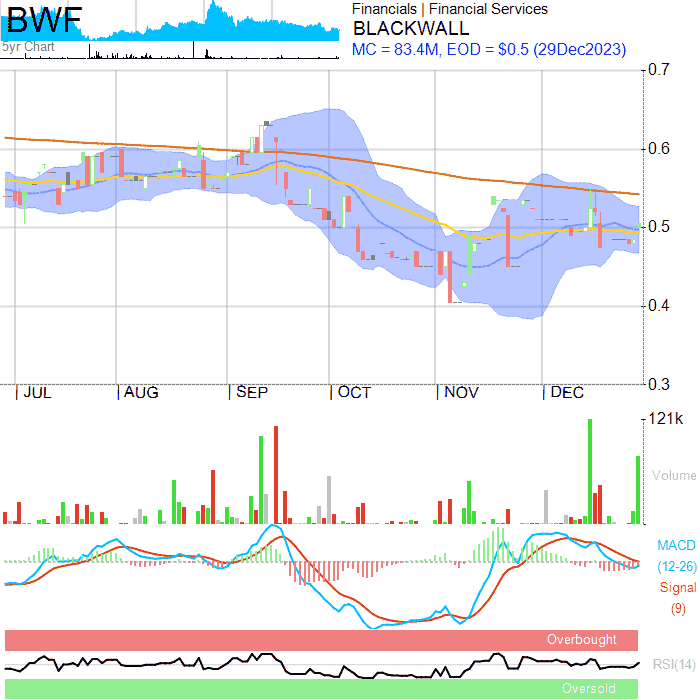 BWF
5yr Chart
Financials | Financial Services
BLACKWALL
MC = 83.4M, EOD = $0.5 (29Dec2023)
0.7
0.6
0.5
0.4
0.3
|JUL |AUG |SEP |OCT |NOV |DEC
121k
Volume
MACD
(12-26)
Signal
(9)
Overbought
RSI(14)
Oversold